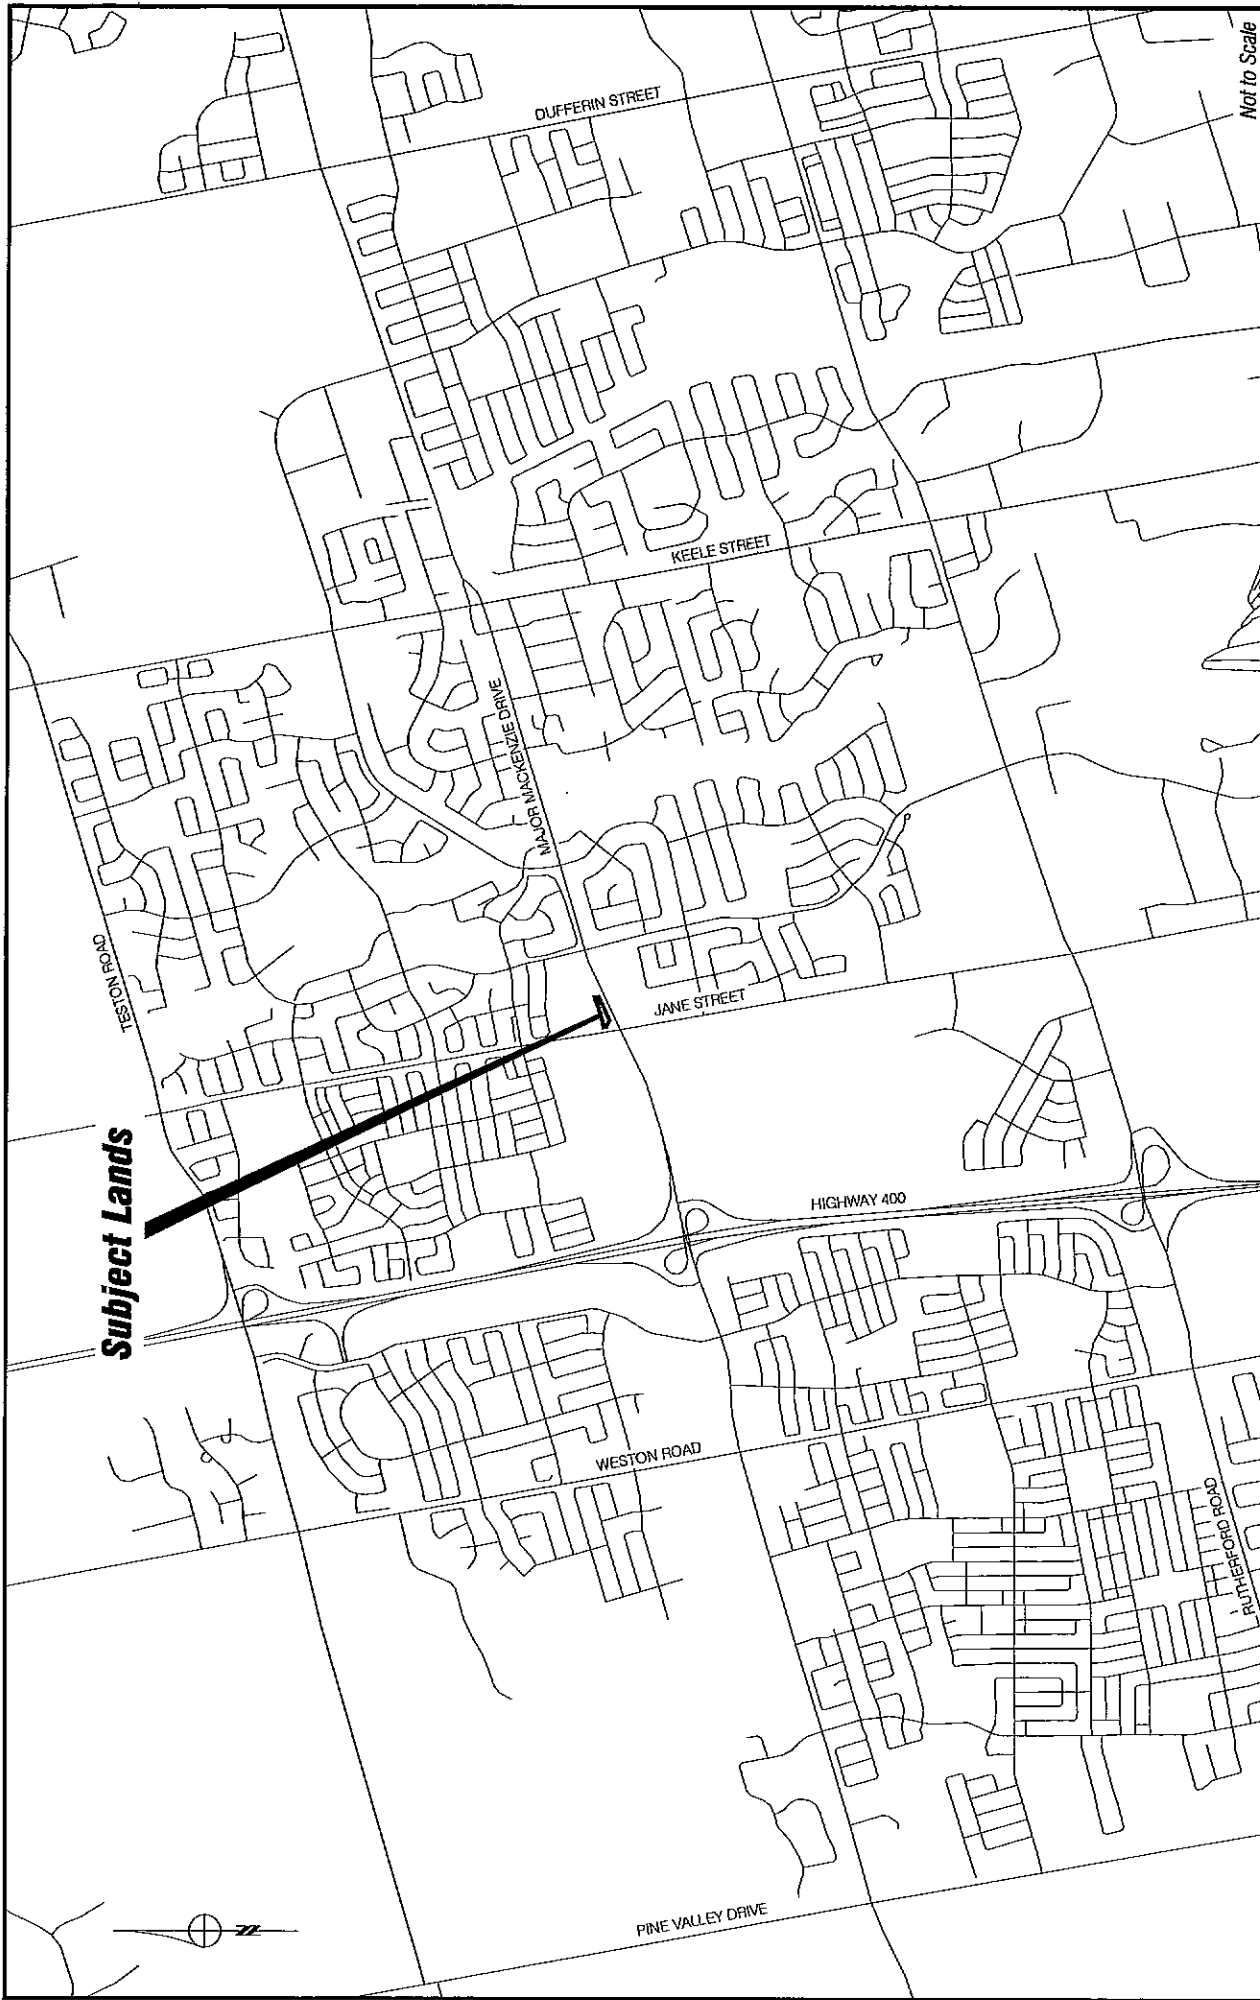 Subject Lands
TESTON ROAD
MAJOR MACKENZIE DRIVE
DUFFERIN STREET
KEELE STREET
JANE STREET
HIGHWAY 400
WESTON ROAD
PINE VALLEY DRIVE
RUTHERFORD ROAD
N
Not to Scale